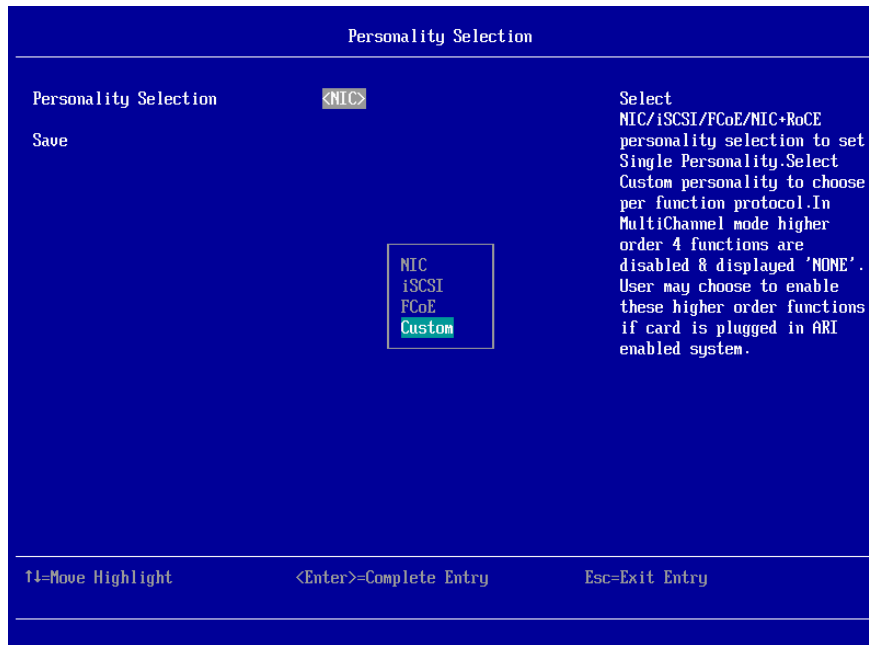 Personality Selection
Personality Selection <NIC>
Save
Select
NIC/iSCSI/FCoE/NIC+RoCE
personality selection to set
Single Personality.Select
Custom personality to choose
per function protocol.In
MultiChannel mode higher
order 4 functions are
disabled & displayed 'NONE'.
User may choose to enable
these higher order functions
if card is plugged in ARI
enabled system.
NIC
iSCSI
FCoE
Custom
↑↓=Move Highlight <Enter>=Complete Entry Esc=Exit Entry